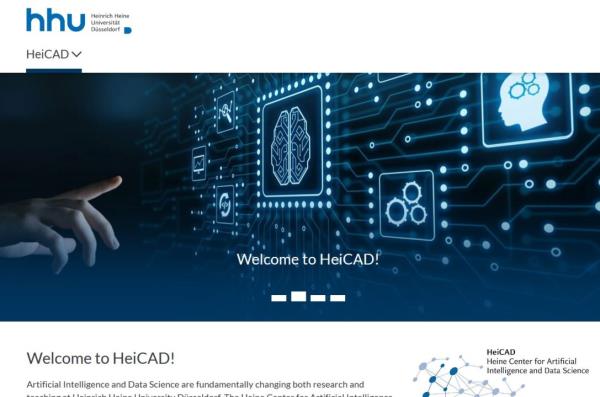 hhu
Heinrich Heine
Universität
Düsseldorf
HeiCAD
Welcome to HeiCAD!
Welcome to HeiCAD!
Artificial Intelligence and Data Science are fundamentally changing both research and
teaching at Heinrich Heine University Düsseldorf. The Heine Center for Artificial Intelligence
HeiCAD
Heine Center for Artificial
Intelligence and Data Science